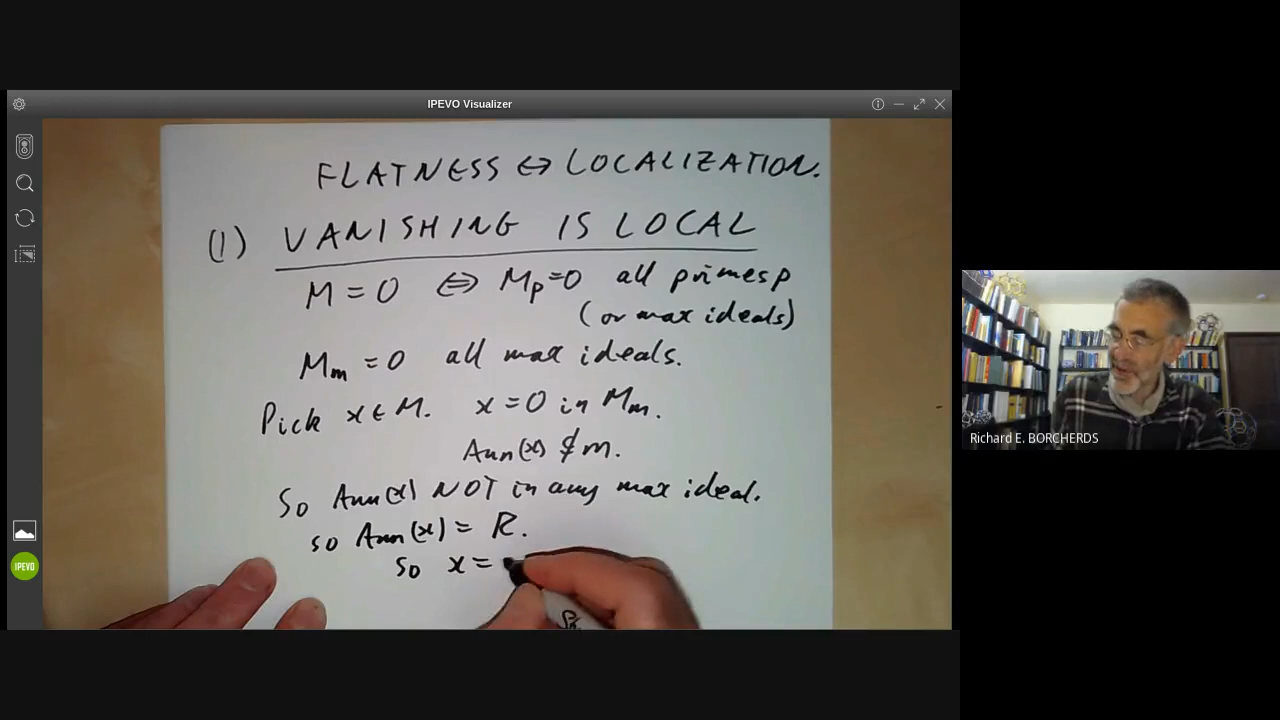 IPEVO Visualizer
FLATNESS ↔ LOCALIZATION.
(1) VANISHING IS LOCAL
M = 0 ⇔ Mp=0 all primes p
(or max ideals)
Mm = 0 all max ideals.
Pick x ∈ M. x = 0 in Mm.
Ann(x) ⊄ m.
So Ann(x) NOT in any max ideal.
so Ann(x) = R.
so x =
IPEVO
Richard E. BORCHERDS